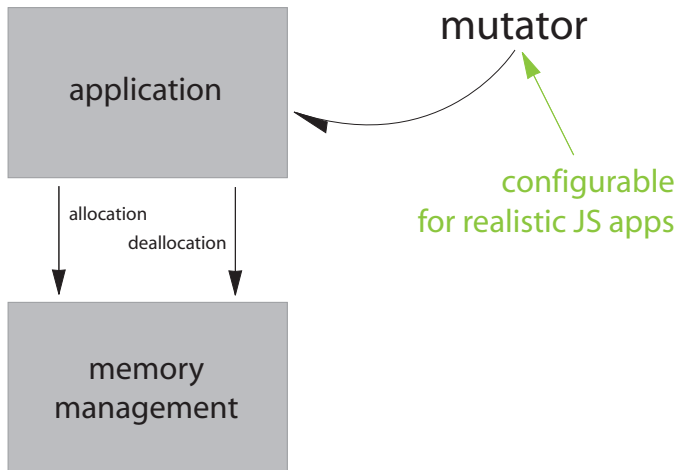 mutator
application
configurable
for realistic JS apps
allocation
deallocation
memory
management